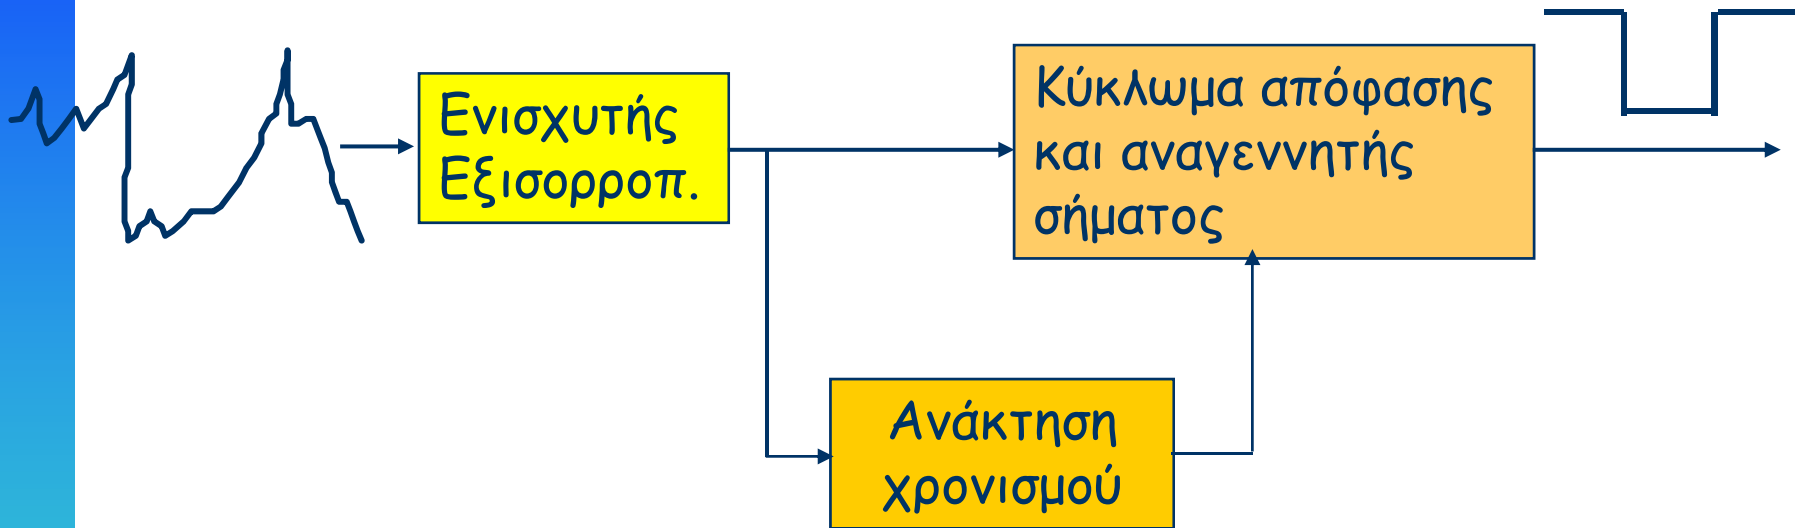 Ενισχυτής
Εξισορροπ.
Κύκλωμα απόφασης
και αναγεννητής
σήματος
Ανάκτηση
χρονισμού